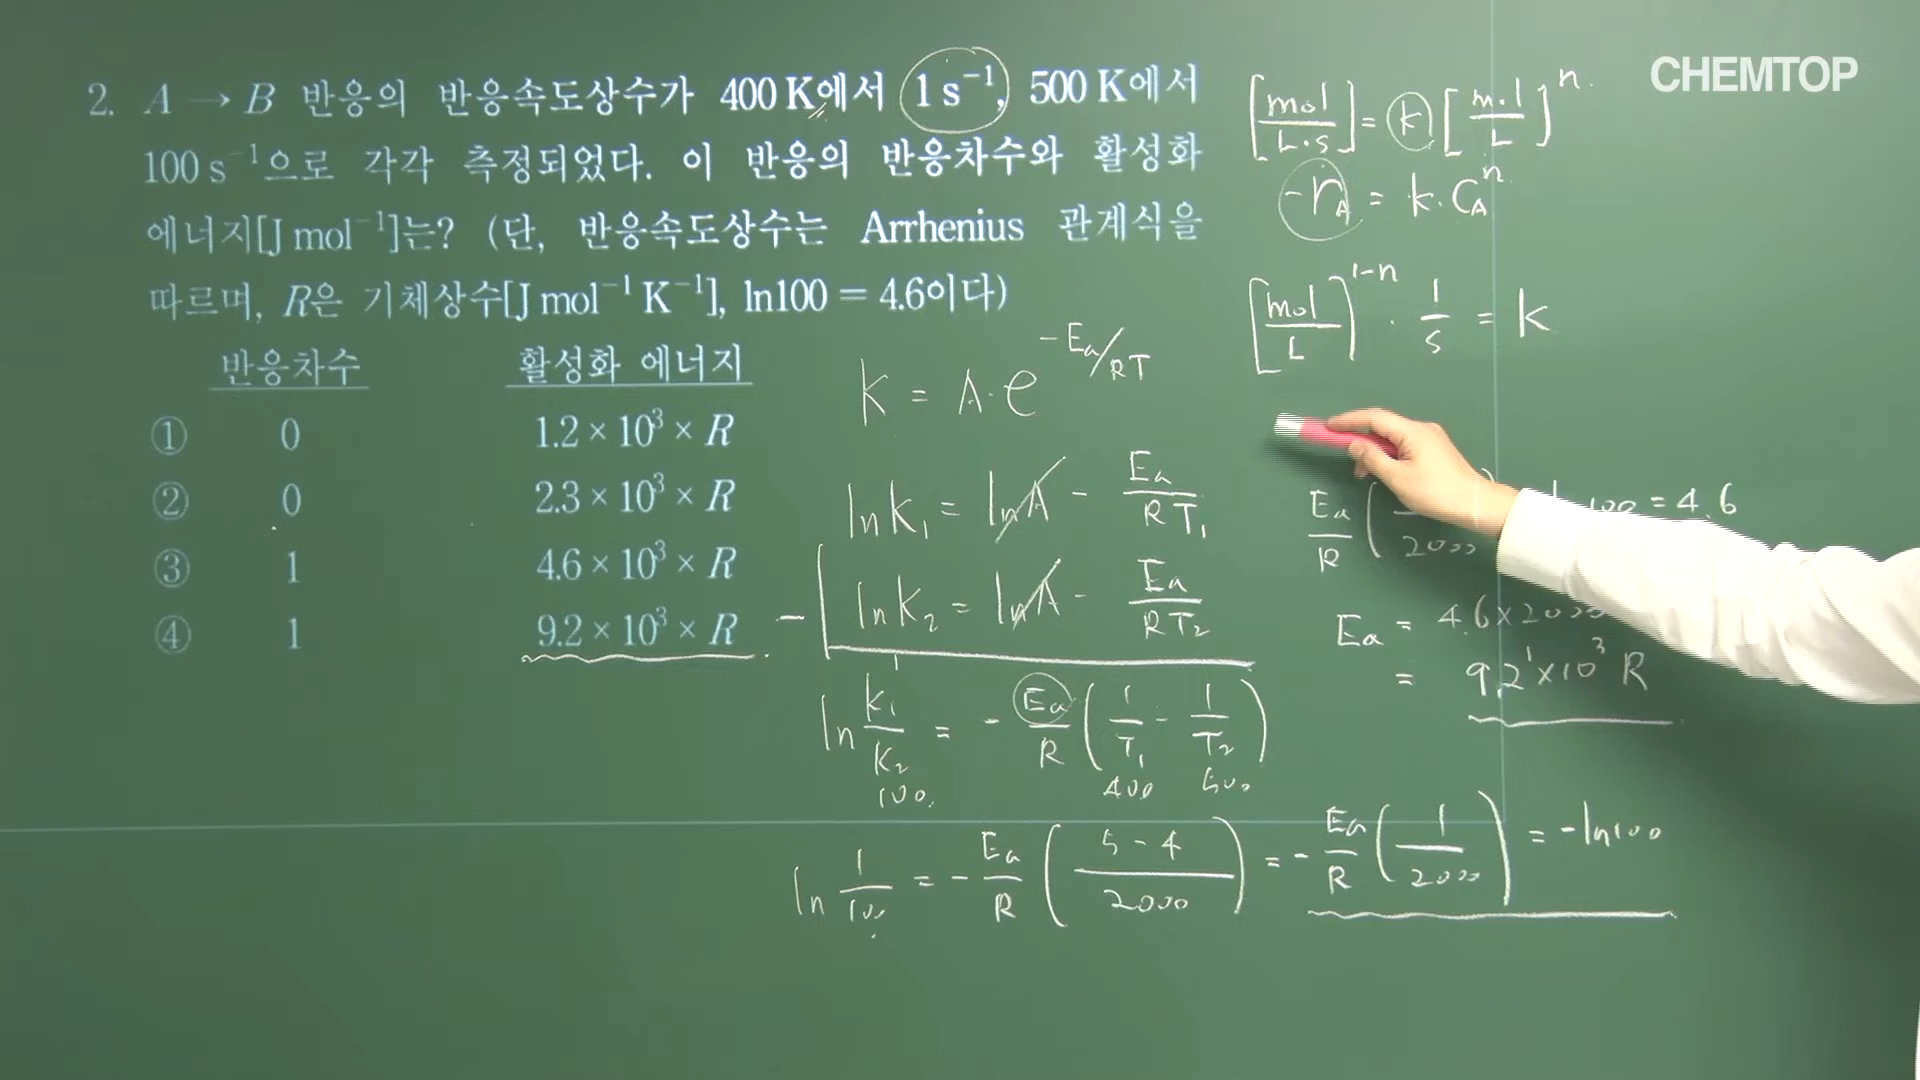 CHEMTOP
2. A → B 반응의 반응속도상수가 400 K에서 1 s⁻¹, 500 K에서
100 s⁻¹으로 각각 측정되었다. 이 반응의 반응차수와 활성화
에너지[J mol⁻¹]는? (단, 반응속도상수는 Arrhenius 관계식을
따르며, R은 기체상수[J mol⁻¹ K⁻¹], ln100 = 4.6이다)
반응차수 활성화 에너지
① 0 1.2 × 10³ × R
② 0 2.3 × 10³ × R
③ 1 4.6 × 10³ × R
④ 1 9.2 × 10³ × R
[mol/L·s] = k [mol/L]ⁿ
-r_A = k·C_Aⁿ
[mol/L]¹⁻ⁿ · 1/s = k
K = A·e^(-Ea/RT)
ln K₁ = ln A - Ea/RT₁
- ln K₂ = ln A - Ea/RT₂
ln K₁/K₂ = - Ea/R (1/T₁ - 1/T₂)
1
100 400 500
ln 1/100 = - Ea/R (5-4/2000) = - Ea/R (1/2000) = -ln100
Ea/R ( 2000 100 = 4.6
Ea = 4.6×2000
= 9.2×10³ R